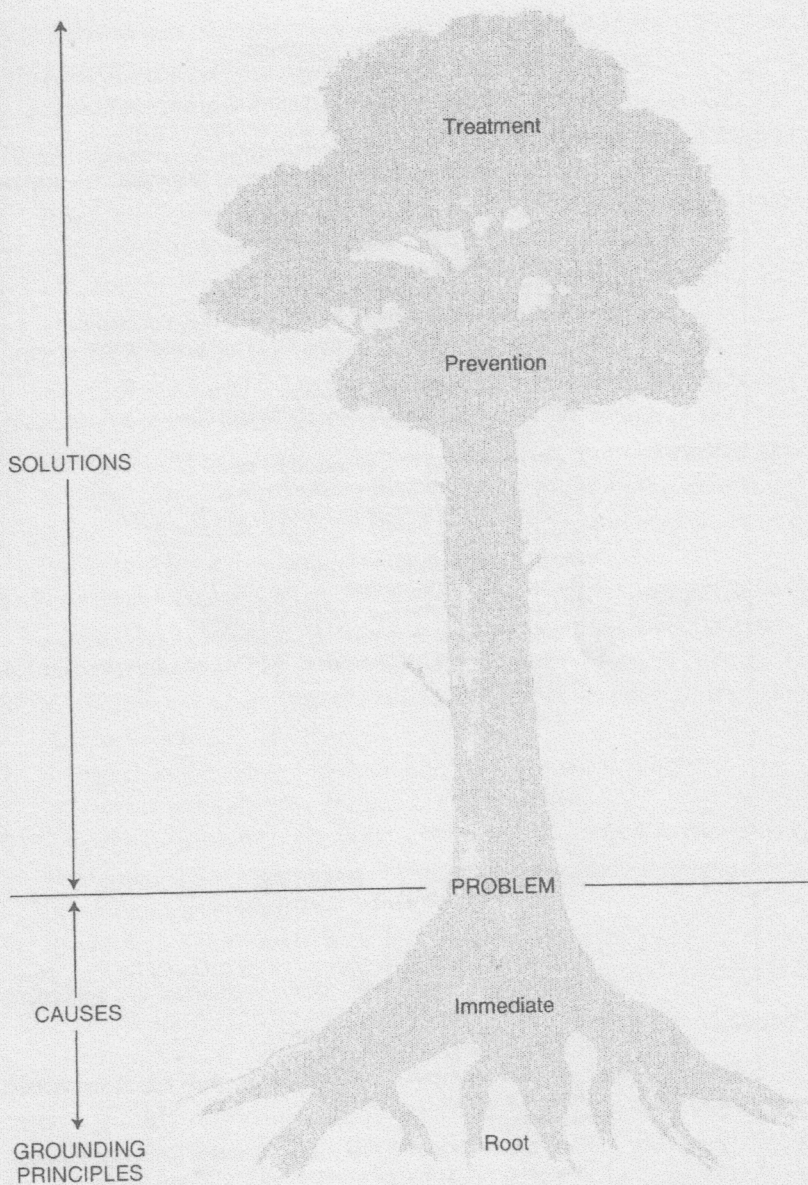 Treatment
Prevention
SOLUTIONS
PROBLEM
Immediate
CAUSES
Root
GROUNDING
PRINCIPLES